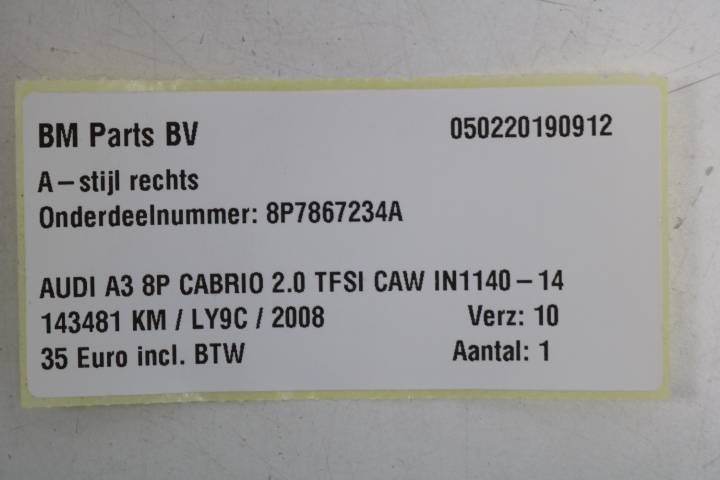 BM Parts BV 050220190912
A-stijl rechts
Onderdeelnummer: 8P7867234A
AUDI A3 8P CABRIO 2.0 TFSI CAW IN1140-14
143481 KM / LY9C / 2008 Verz: 10
35 Euro incl. BTW Aantal: 1